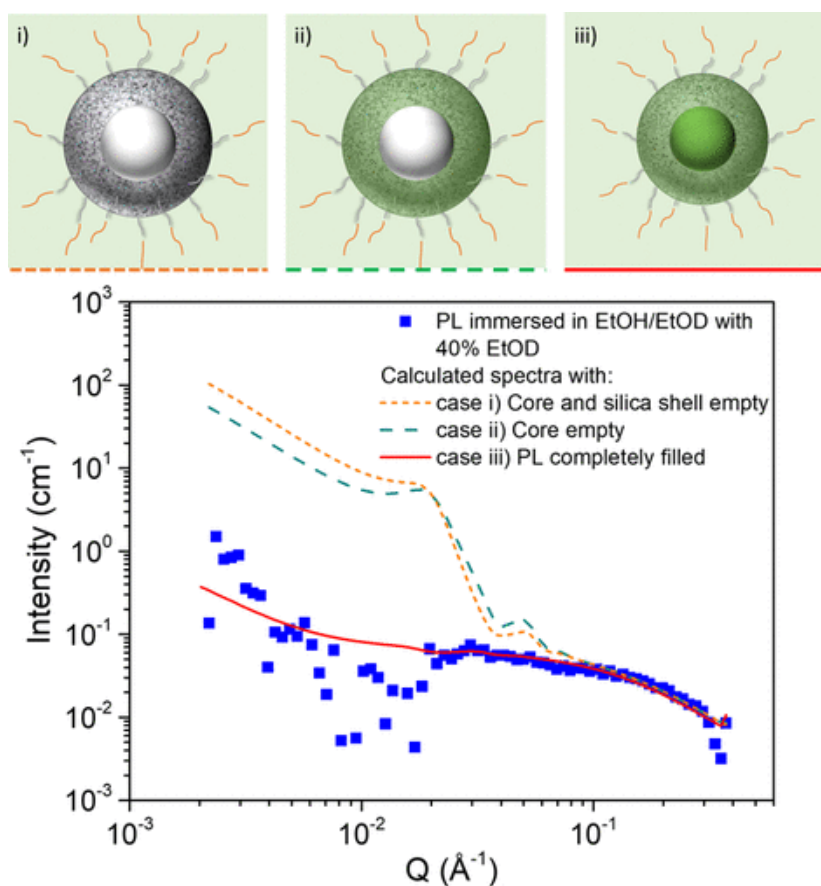 i)
ii)
iii)
10³
10²
10¹
10⁰
10⁻¹
10⁻²
10⁻³
Intensity (cm⁻¹)
PL immersed in EtOH/EtOD with
40% EtOD
Calculated spectra with:
case i) Core and silica shell empty
case ii) Core empty
case iii) PL completely filled
10⁻³
10⁻²
10⁻¹
Q (Å⁻¹)